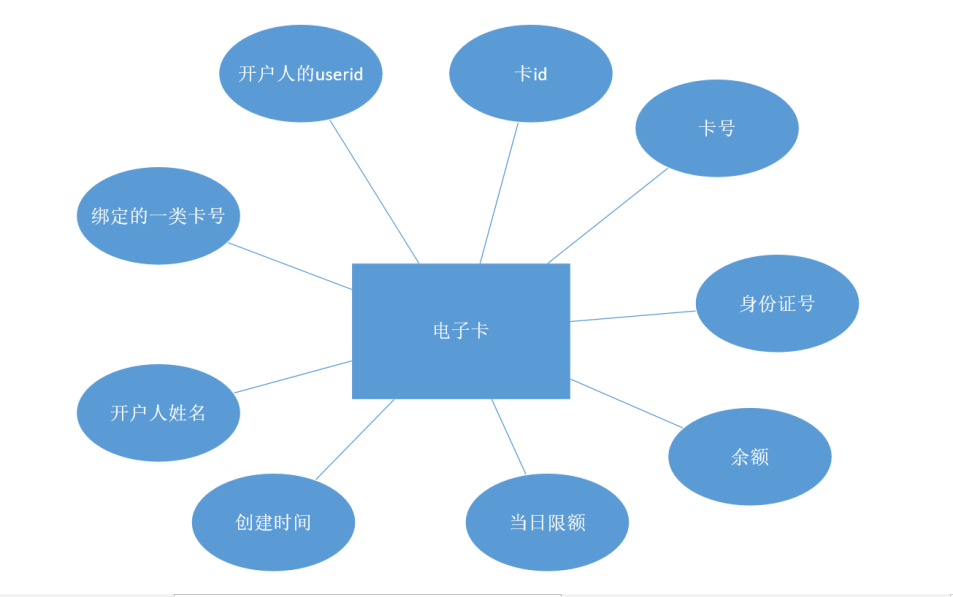 开户人的userid
卡id
卡号
绑定的一类卡号
身份证号
电子卡
开户人姓名
余额
创建时间
当日限额